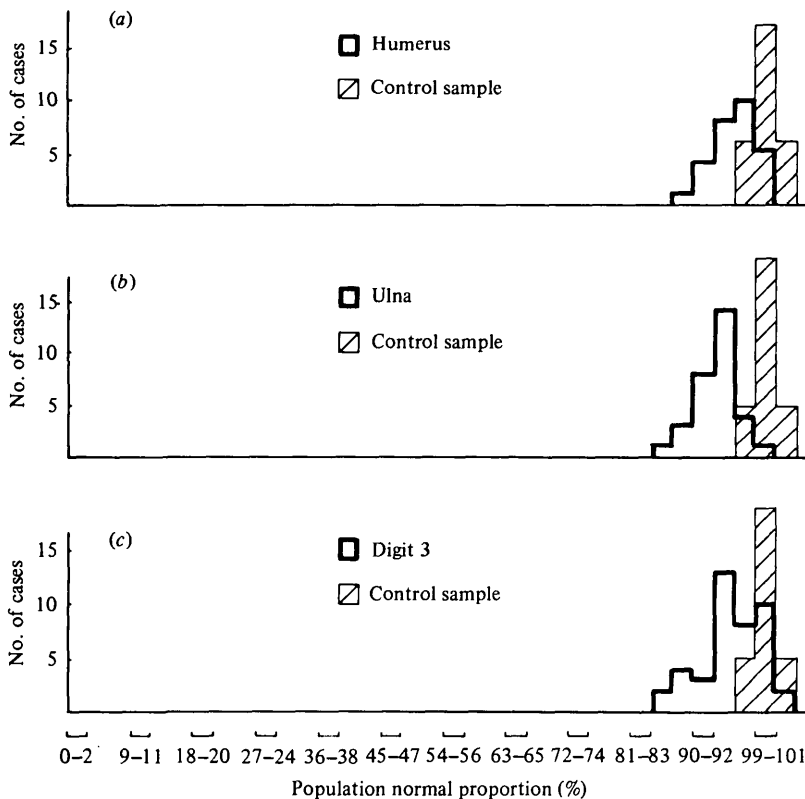 (a)
Humerus
Control sample
No. of cases
15
10
5
(b)
Ulna
Control sample
No. of cases
15
10
5
(c)
Digit 3
Control sample
No. of cases
15
10
5
0–2 9–11 18–20 27–24 36–38 45–47 54–56 63–65 72–74 81–83 90–92 99–101
Population normal proportion (%)